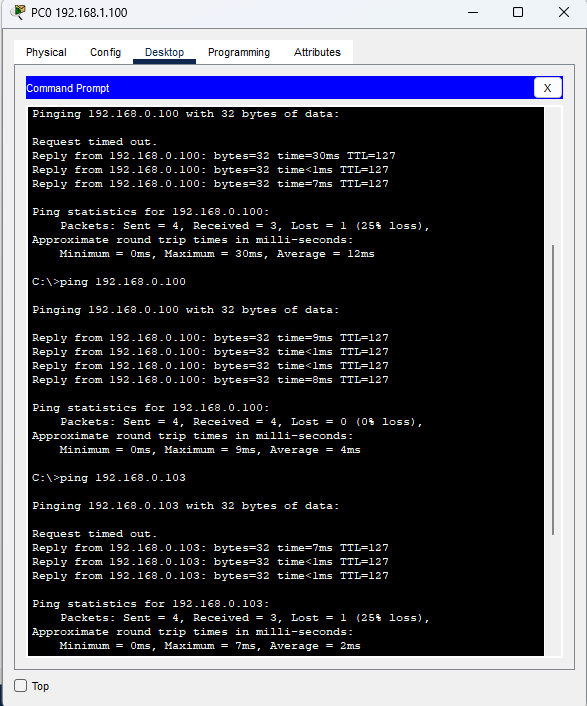 PC0 192.168.1.100
Physical Config Desktop Programming Attributes
Command Prompt X
Pinging 192.168.0.100 with 32 bytes of data:
Request timed out.
Reply from 192.168.0.100: bytes=32 time=30ms TTL=127
Reply from 192.168.0.100: bytes=32 time<1ms TTL=127
Reply from 192.168.0.100: bytes=32 time=7ms TTL=127
Ping statistics for 192.168.0.100:
Packets: Sent = 4, Received = 3, Lost = 1 (25% loss),
Approximate round trip times in milli-seconds:
Minimum = 0ms, Maximum = 30ms, Average = 12ms
C:\>ping 192.168.0.100
Pinging 192.168.0.100 with 32 bytes of data:
Reply from 192.168.0.100: bytes=32 time=9ms TTL=127
Reply from 192.168.0.100: bytes=32 time<1ms TTL=127
Reply from 192.168.0.100: bytes=32 time<1ms TTL=127
Reply from 192.168.0.100: bytes=32 time=8ms TTL=127
Ping statistics for 192.168.0.100:
Packets: Sent = 4, Received = 4, Lost = 0 (0% loss),
Approximate round trip times in milli-seconds:
Minimum = 0ms, Maximum = 9ms, Average = 4ms
C:\>ping 192.168.0.103
Pinging 192.168.0.103 with 32 bytes of data:
Request timed out.
Reply from 192.168.0.103: bytes=32 time=7ms TTL=127
Reply from 192.168.0.103: bytes=32 time<1ms TTL=127
Reply from 192.168.0.103: bytes=32 time<1ms TTL=127
Ping statistics for 192.168.0.103:
Packets: Sent = 4, Received = 3, Lost = 1 (25% loss),
Approximate round trip times in milli-seconds:
Minimum = 0ms, Maximum = 7ms, Average = 2ms
Top